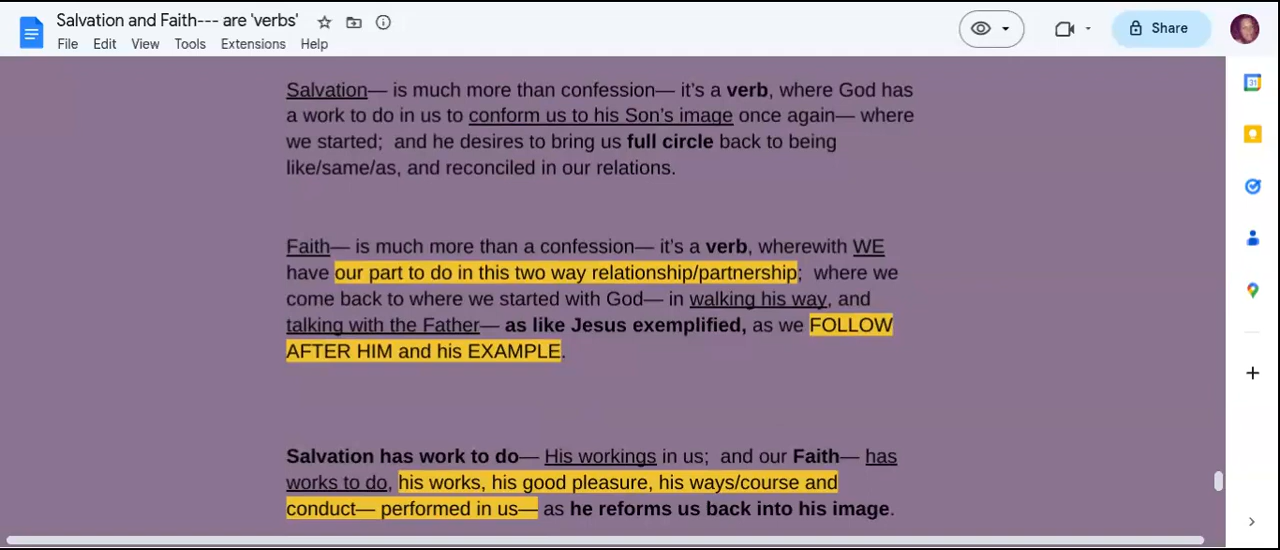 Salvation and Faith--- are 'verbs'
File Edit View Tools Extensions Help
Share
31
Salvation— is much more than confession— it's a verb, where God has
a work to do in us to conform us to his Son's image once again— where
we started;  and he desires to bring us full circle back to being
like/same/as, and reconciled in our relations.
Faith— is much more than a confession— it's a verb, wherewith WE
have our part to do in this two way relationship/partnership;  where we
come back to where we started with God— in walking his way, and
talking with the Father— as like Jesus exemplified, as we FOLLOW
AFTER HIM and his EXAMPLE.
Salvation has work to do— His workings in us;  and our Faith— has
works to do, his works, his good pleasure, his ways/course and
conduct— performed in us— as he reforms us back into his image.